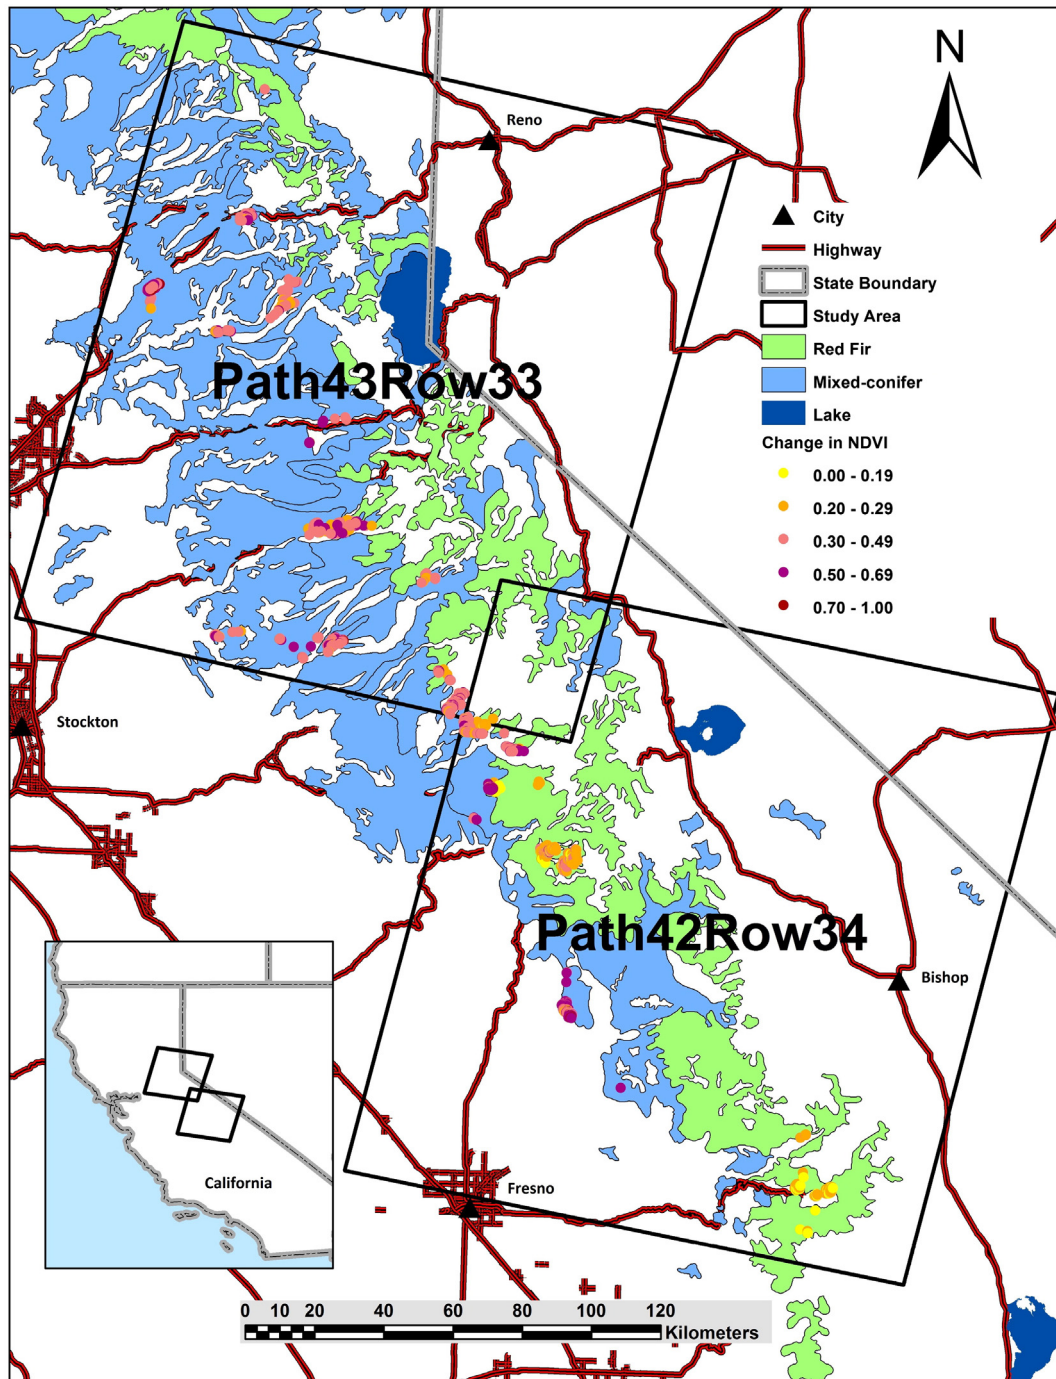 N
Reno
City
Highway
State Boundary
Study Area
Red Fir
Mixed-conifer
Lake
Change in NDVI
0.00 - 0.19
0.20 - 0.29
0.30 - 0.49
0.50 - 0.69
0.70 - 1.00
Path43Row33
Stockton
Path42Row34
Bishop
California
Fresno
0 10 20 40 60 80 100 120
Kilometers